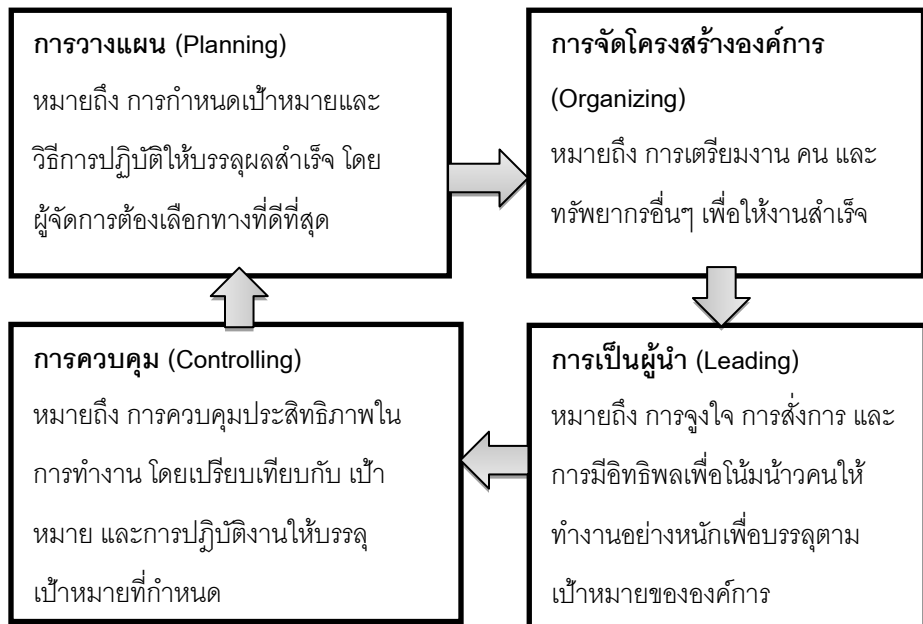 การวางแผน (Planning)
หมายถึง การกำหนดเป้าหมายและ
วิธีการปฏิบัติให้บรรลุผลสำเร็จ โดย
ผู้จัดการต้องเลือกทางที่ดีที่สุด
การจัดโครงสร้างองค์การ
(Organizing)
หมายถึง การเตรียมงาน คน และ
ทรัพยากรอื่นๆ เพื่อให้งานสำเร็จ
การควบคุม (Controlling)
หมายถึง การควบคุมประสิทธิภาพใน
การทำงาน โดยเปรียบเทียบกับ เป้า
หมาย และการปฏิบัติงานให้บรรลุ
เป้าหมายที่กำหนด
การเป็นผู้นำ (Leading)
หมายถึง การจูงใจ การสั่งการ และ
การมีอิทธิพลเพื่อโน้มน้าวคนให้
ทำงานอย่างหนักเพื่อบรรลุตาม
เป้าหมายขององค์การ